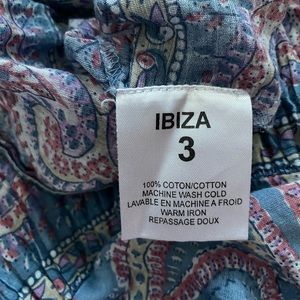 IBIZA
3
100% COTON/COTTON
MACHINE WASH COLD
LAVABLE EN MACHINE A FROID
WARM IRON
REPASSAGE DOUX